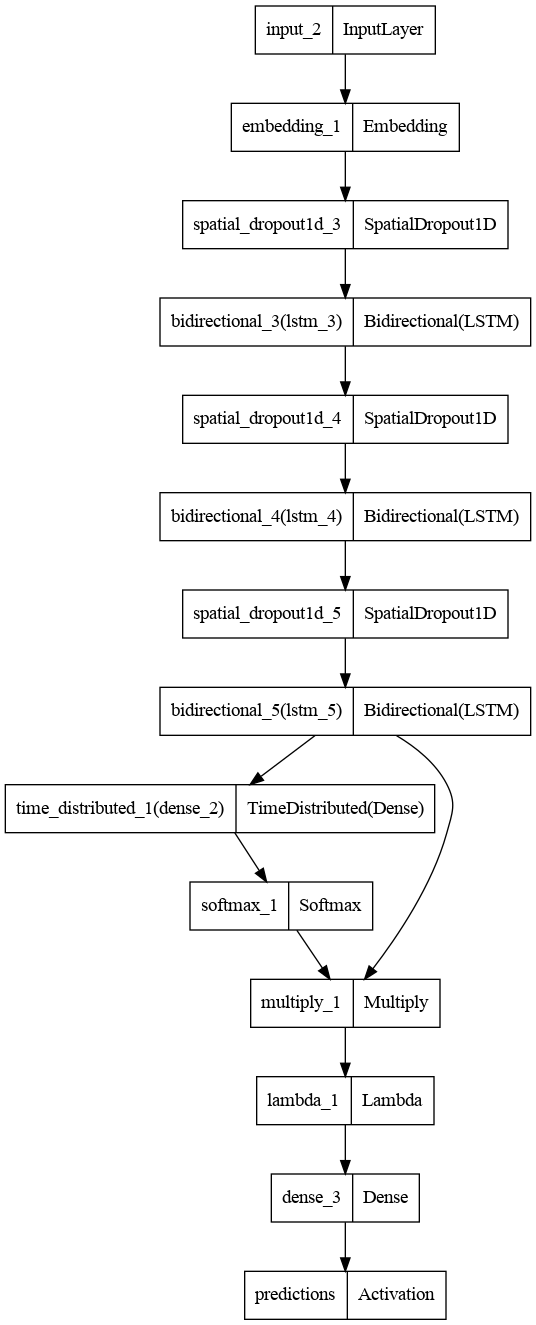 input_2 InputLayer
embedding_1 Embedding
spatial_dropout1d_3 SpatialDropout1D
bidirectional_3(lstm_3) Bidirectional(LSTM)
spatial_dropout1d_4 SpatialDropout1D
bidirectional_4(lstm_4) Bidirectional(LSTM)
spatial_dropout1d_5 SpatialDropout1D
bidirectional_5(lstm_5) Bidirectional(LSTM)
time_distributed_1(dense_2) TimeDistributed(Dense)
softmax_1 Softmax
multiply_1 Multiply
lambda_1 Lambda
dense_3 Dense
predictions Activation